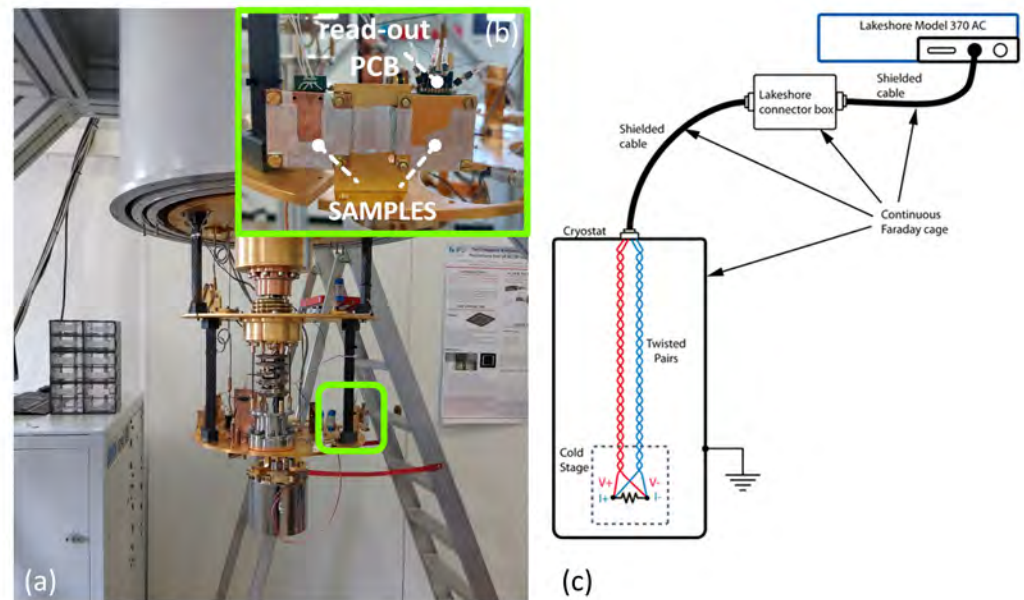 read-out
PCB
(b)
SAMPLES
(a)
Lakeshore Model 370 AC
Shielded
cable
Lakeshore
connector box
Shielded
cable
Continuous
Faraday cage
Cryostat
Twisted
Pairs
Cold
Stage
V+ V-
I+ I-
(c)